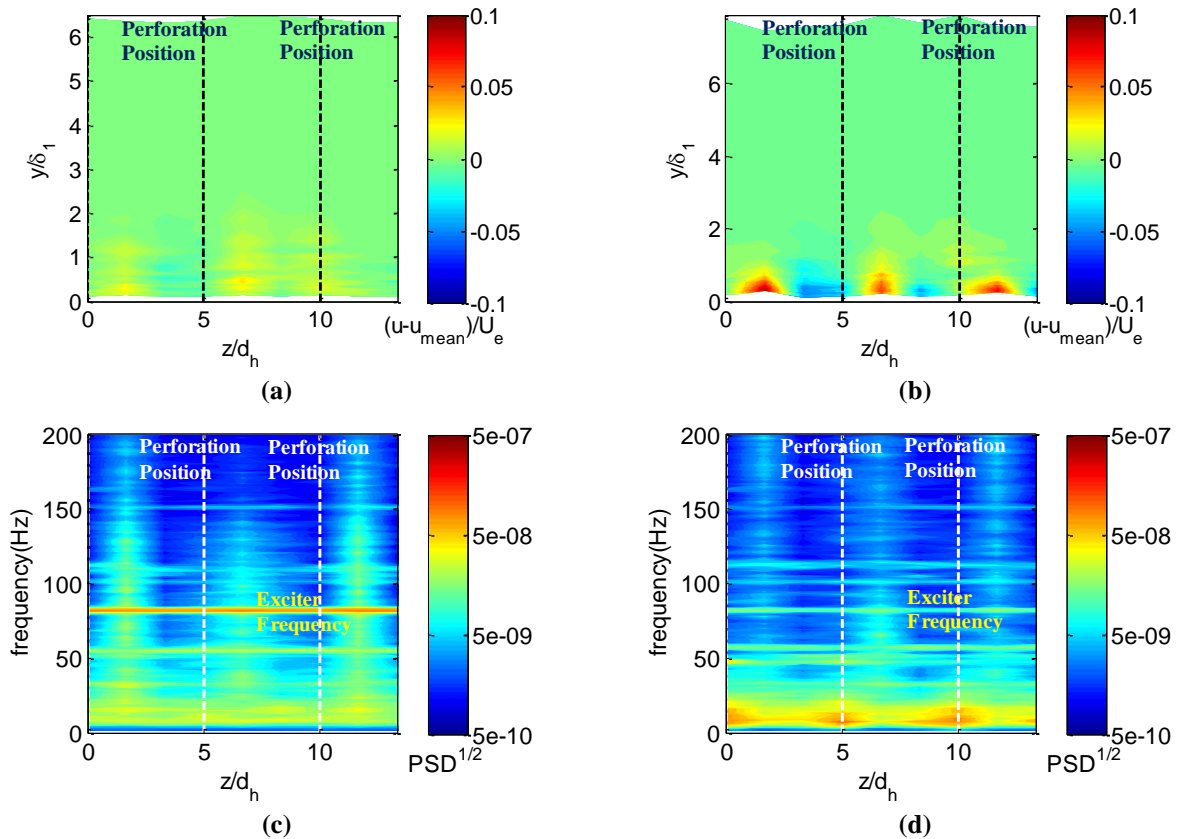 6
5
4
3
2
1
0
y/δ1
Perforation
Position
Perforation
Position
0
5
10
z/dh
0.1
0.05
0
-0.05
-0.1
(u-umean)/Ue
(a)
6
4
2
0
y/δ1
Perforation
Position
Perforation
Position
0
5
10
z/dh
0.1
0.05
0
-0.05
-0.1
(u-umean)/Ue
(b)
200
150
100
50
0
frequency(Hz)
Perforation
Position
Perforation
Position
Exciter
Frequency
0
5
10
z/dh
5e-07
5e-08
5e-09
5e-10
PSD1/2
(c)
200
150
100
50
0
frequency(Hz)
Perforation
Position
Perforation
Position
Exciter
Frequency
0
5
10
z/dh
5e-07
5e-08
5e-09
5e-10
PSD1/2
(d)